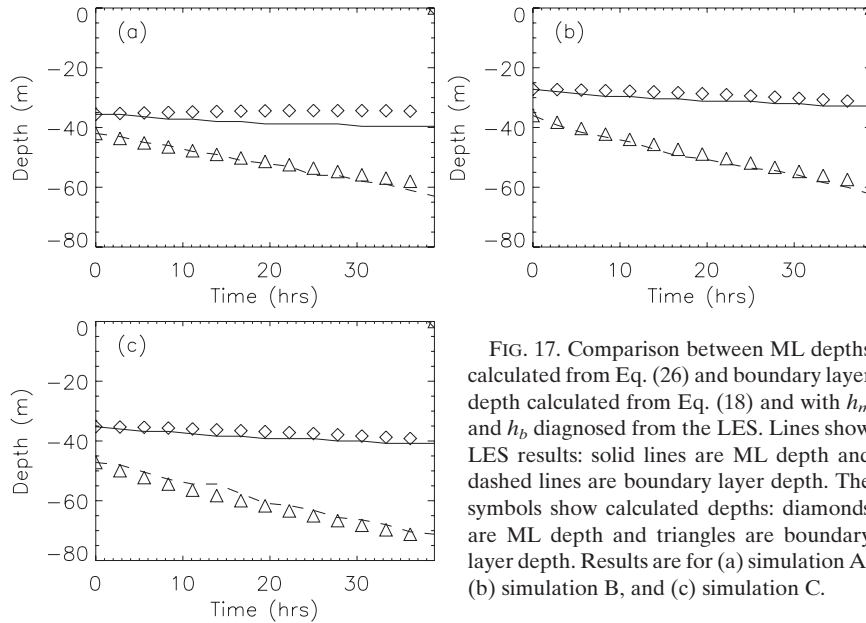 0
(a)
−20
−40
−60
−80
Depth (m)
0 10 20 30
Time (hrs)
0
(b)
−20
−40
−60
−80
Depth (m)
0 10 20 30
Time (hrs)
0
(c)
−20
−40
−60
−80
Depth (m)
0 10 20 30
Time (hrs)
FIG. 17. Comparison between ML depths
calculated from Eq. (26) and boundary layer
depth calculated from Eq. (18) and with hm
and hb diagnosed from the LES. Lines show
LES results: solid lines are ML depth and
dashed lines are boundary layer depth. The
symbols show calculated depths: diamonds
are ML depth and triangles are boundary
layer depth. Results are for (a) simulation A
(b) simulation B, and (c) simulation C.